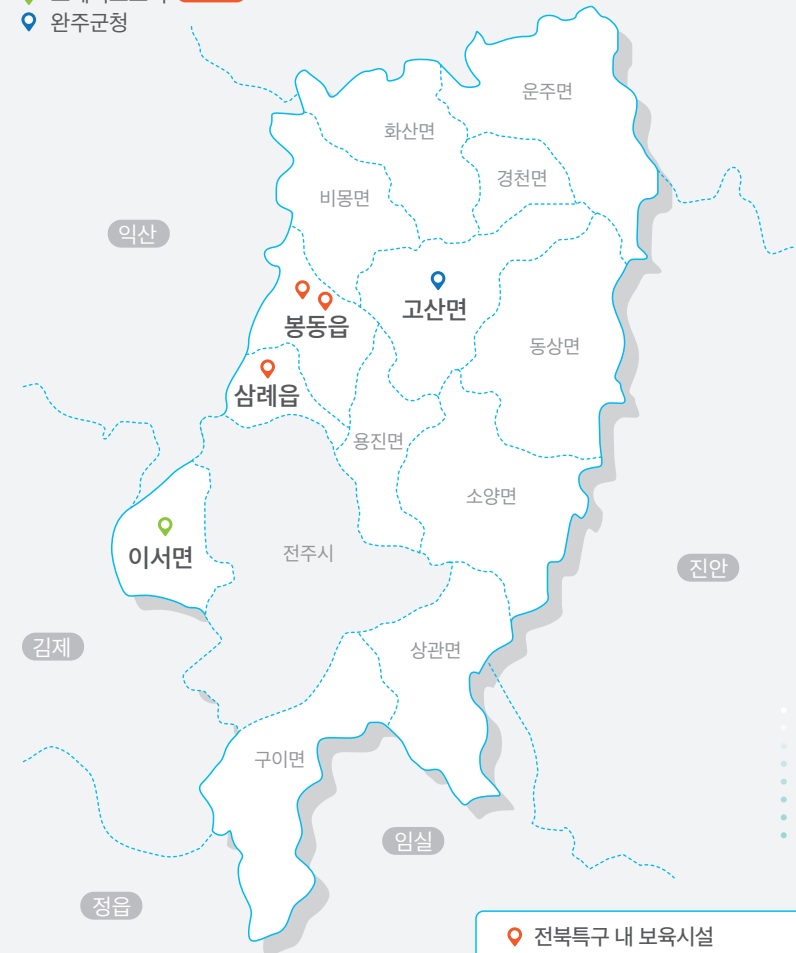 완주군청
운주면
화산면
경천면
비몽면
익산
고산면
봉동읍
동상면
삼례읍
용진면
소양면
전주시
이서면
진안
김제
상관면
구이면
임실
정읍
전북특구 내 보육시설